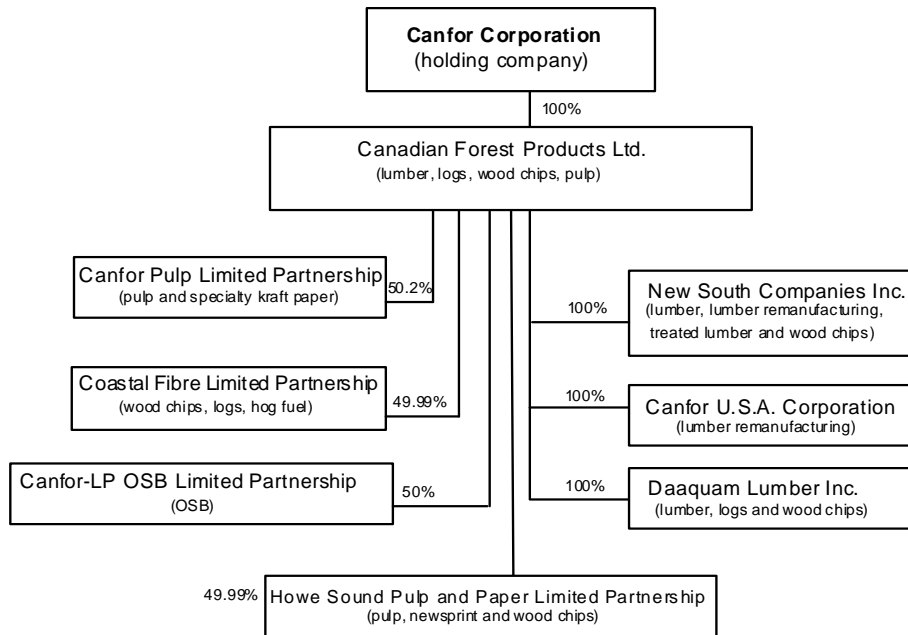 Canfor Corporation
(holding company)
100%
Canadian Forest Products Ltd.
(lumber, logs, wood chips, pulp)
Canfor Pulp Limited Partnership
(pulp and specialty kraft paper)
50.2%
Coastal Fibre Limited Partnership
(wood chips, logs, hog fuel)
49.99%
Canfor-LP OSB Limited Partnership
(OSB)
50%
100%
New South Companies Inc.
(lumber, lumber remanufacturing,
treated lumber and wood chips)
100%
Canfor U.S.A. Corporation
(lumber remanufacturing)
100%
Daaquam Lumber Inc.
(lumber, logs and wood chips)
49.99%
Howe Sound Pulp and Paper Limited Partnership
(pulp, newsprint and wood chips)